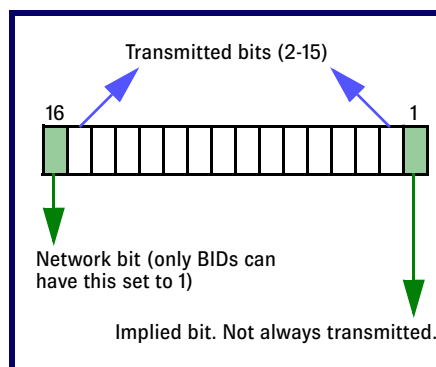 Transmitted bits (2-15)
16 1
Network bit (only BIDs can
have this set to 1)
Implied bit. Not always transmitted.